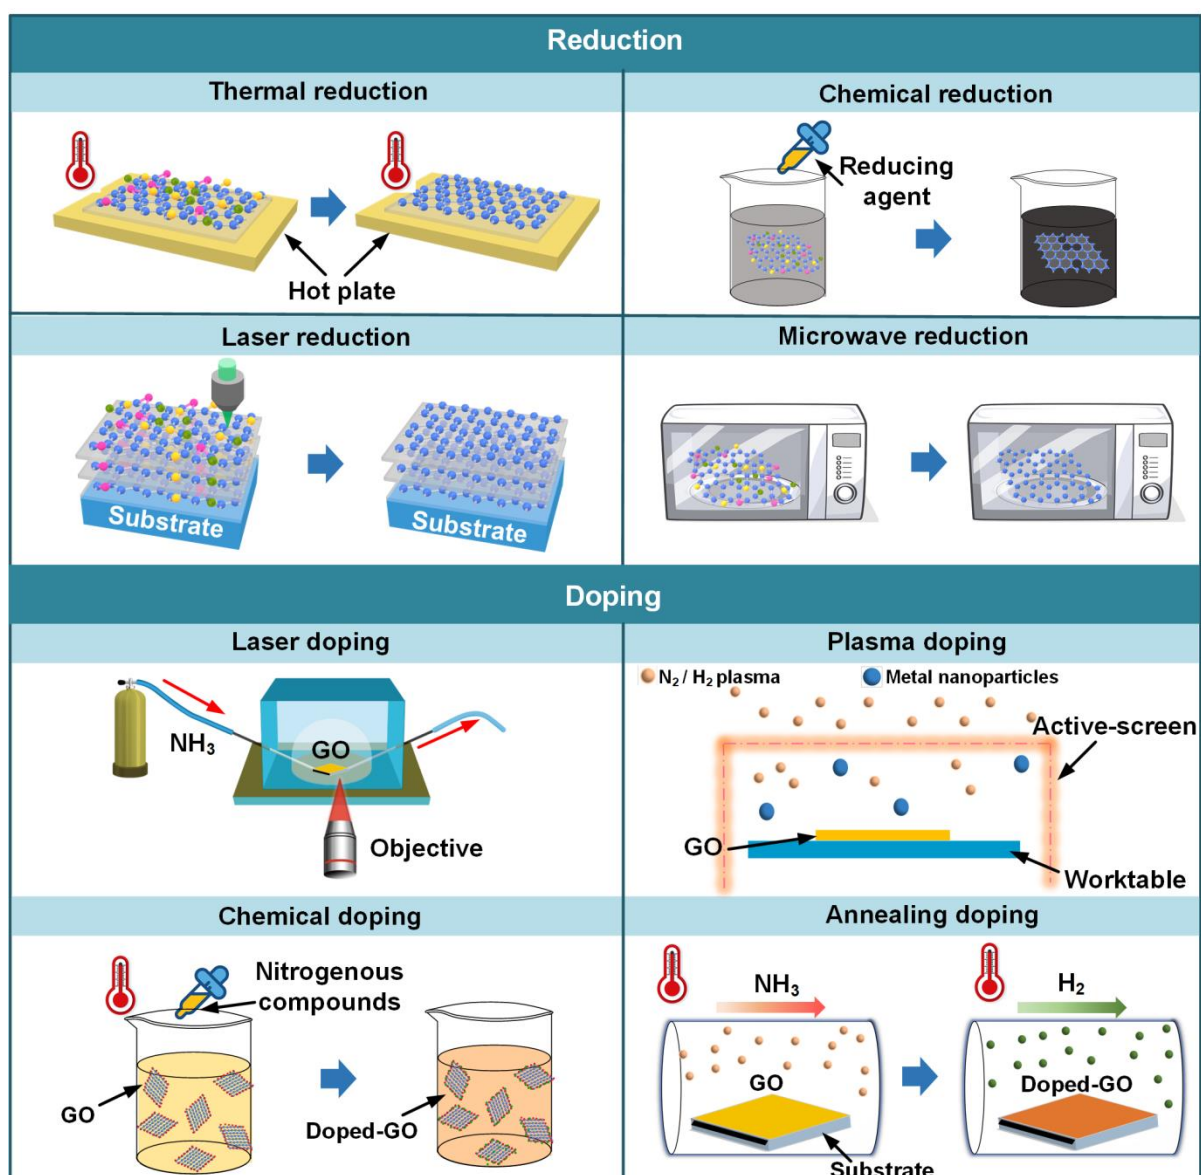 Reduction
Thermal reduction
Hot plate
Chemical reduction
Reducing
agent
Laser reduction
Substrate
Substrate
Microwave reduction
Doping
Laser doping
NH₃
GO
Objective
Plasma doping
N₂ / H₂ plasma
Metal nanoparticles
Active-screen
GO
Worktable
Chemical doping
Nitrogenous
compounds
GO
Doped-GO
Annealing doping
NH₃
H₂
GO
Doped-GO
Substrate